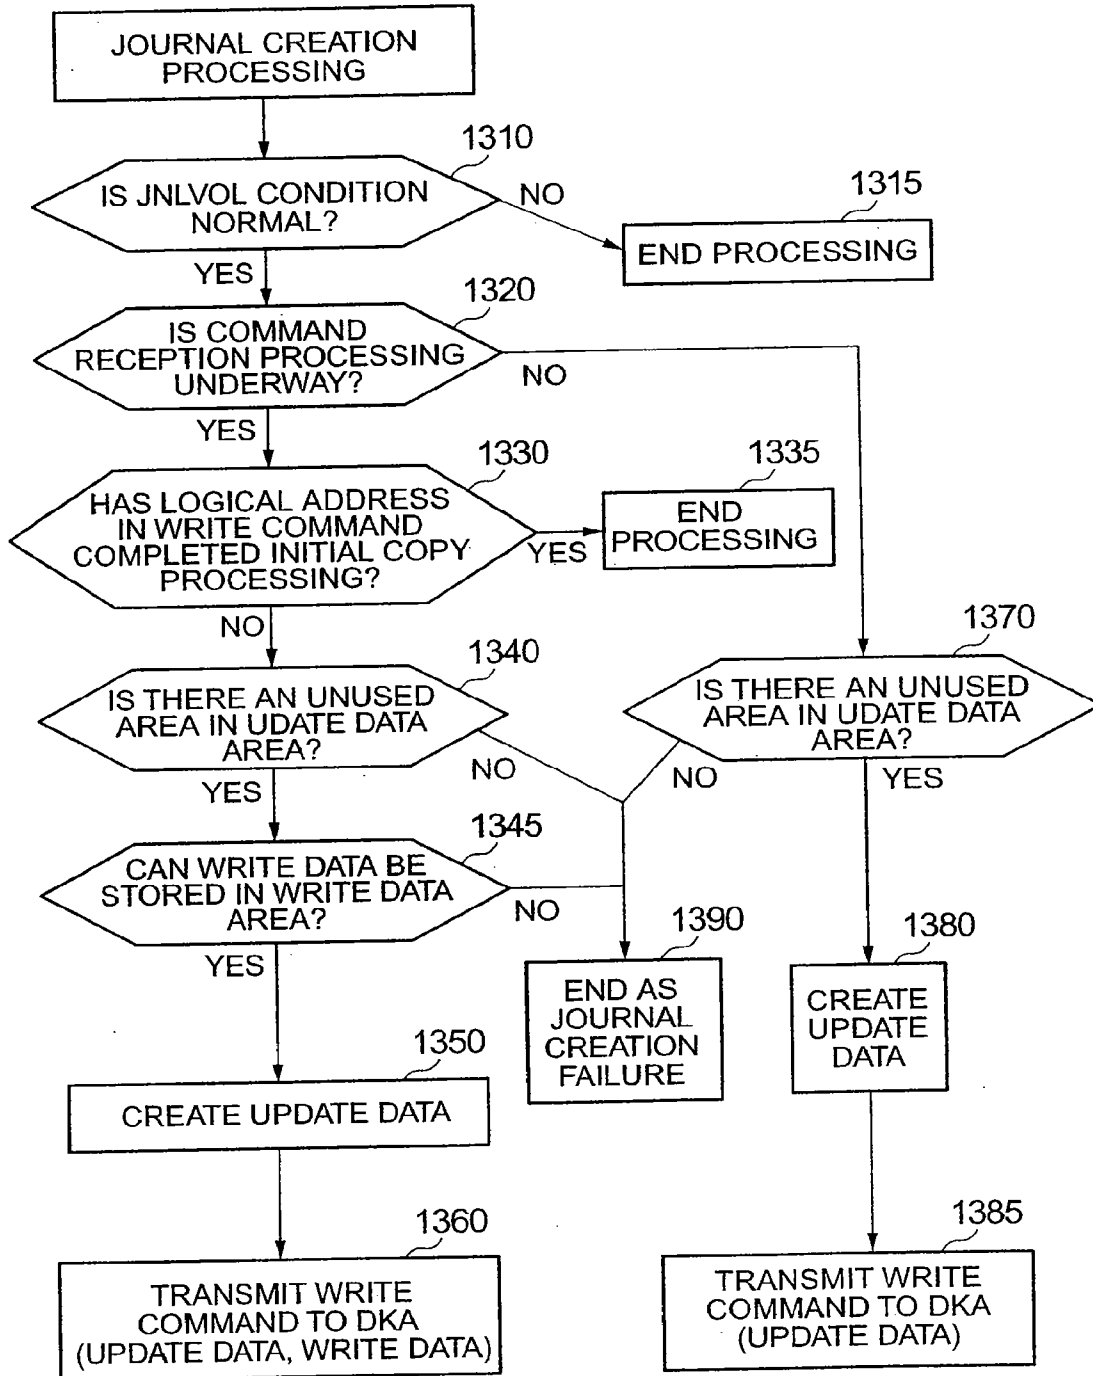 JOURNAL CREATION
PROCESSING
1310
IS JNLVOL CONDITION
NORMAL?
NO
1315
END PROCESSING
YES
1320
IS COMMAND
RECEPTION PROCESSING
UNDERWAY?
NO
YES
1330
HAS LOGICAL ADDRESS
IN WRITE COMMAND
COMPLETED INITIAL COPY
PROCESSING?
YES
1335
END
PROCESSING
NO
1340
IS THERE AN UNUSED
AREA IN UDATE DATA
AREA?
NO
YES
1370
IS THERE AN UNUSED
AREA IN UDATE DATA
AREA?
NO
YES
1345
CAN WRITE DATA BE
STORED IN WRITE DATA
AREA?
NO
YES
1390
END AS
JOURNAL
CREATION
FAILURE
1380
CREATE
UPDATE
DATA
1350
CREATE UPDATE DATA
1360
TRANSMIT WRITE
COMMAND TO DKA
(UPDATE DATA, WRITE DATA)
1385
TRANSMIT WRITE
COMMAND TO DKA
(UPDATE DATA)